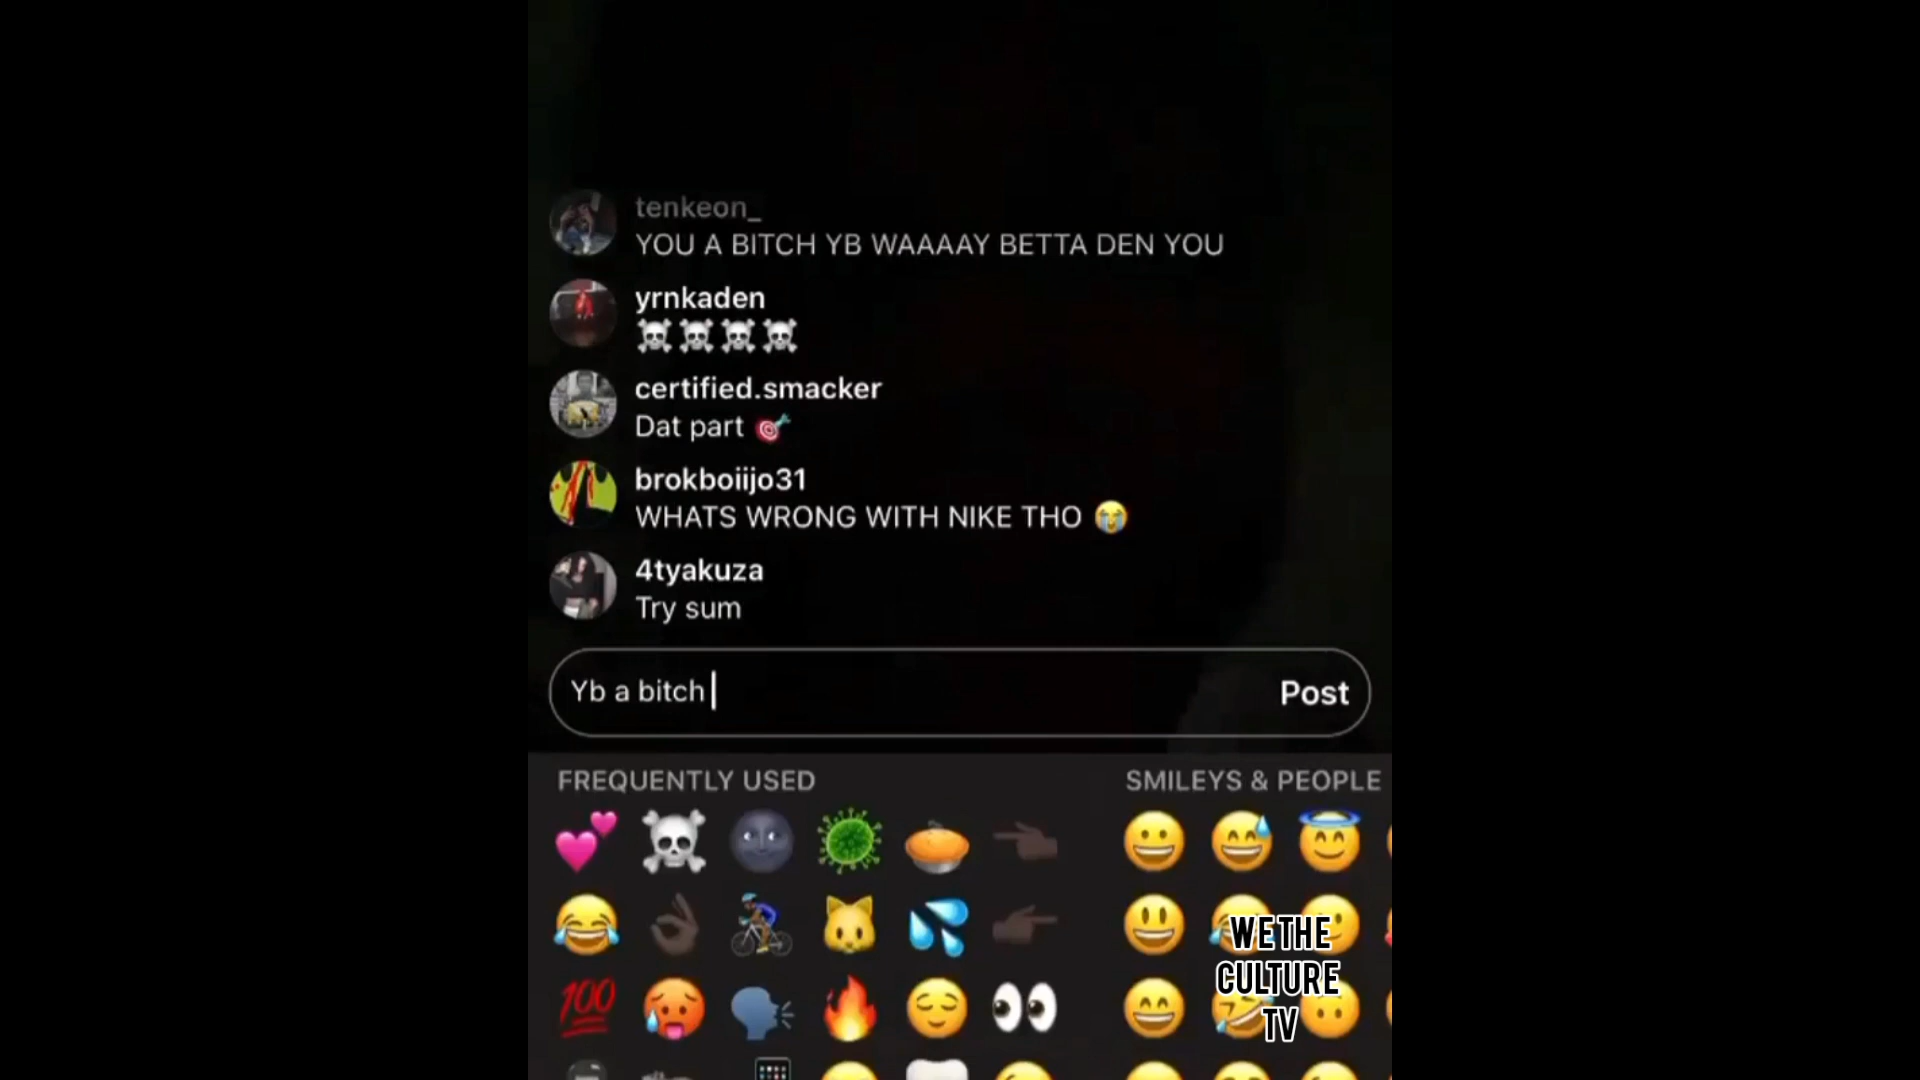 tenkeon_
YOU A BITCH YB WAAAAY BETTA DEN YOU
yrnkaden
☠️☠️☠️☠️
certified.smacker
Dat part 🎯
brokboiijo31
WHATS WRONG WITH NIKE THO 😭
4tyakuza
Try sum
Yb a bitch
Post
FREQUENTLY USED
SMILEYS & PEOPLE
WE THE
CULTURE
TV